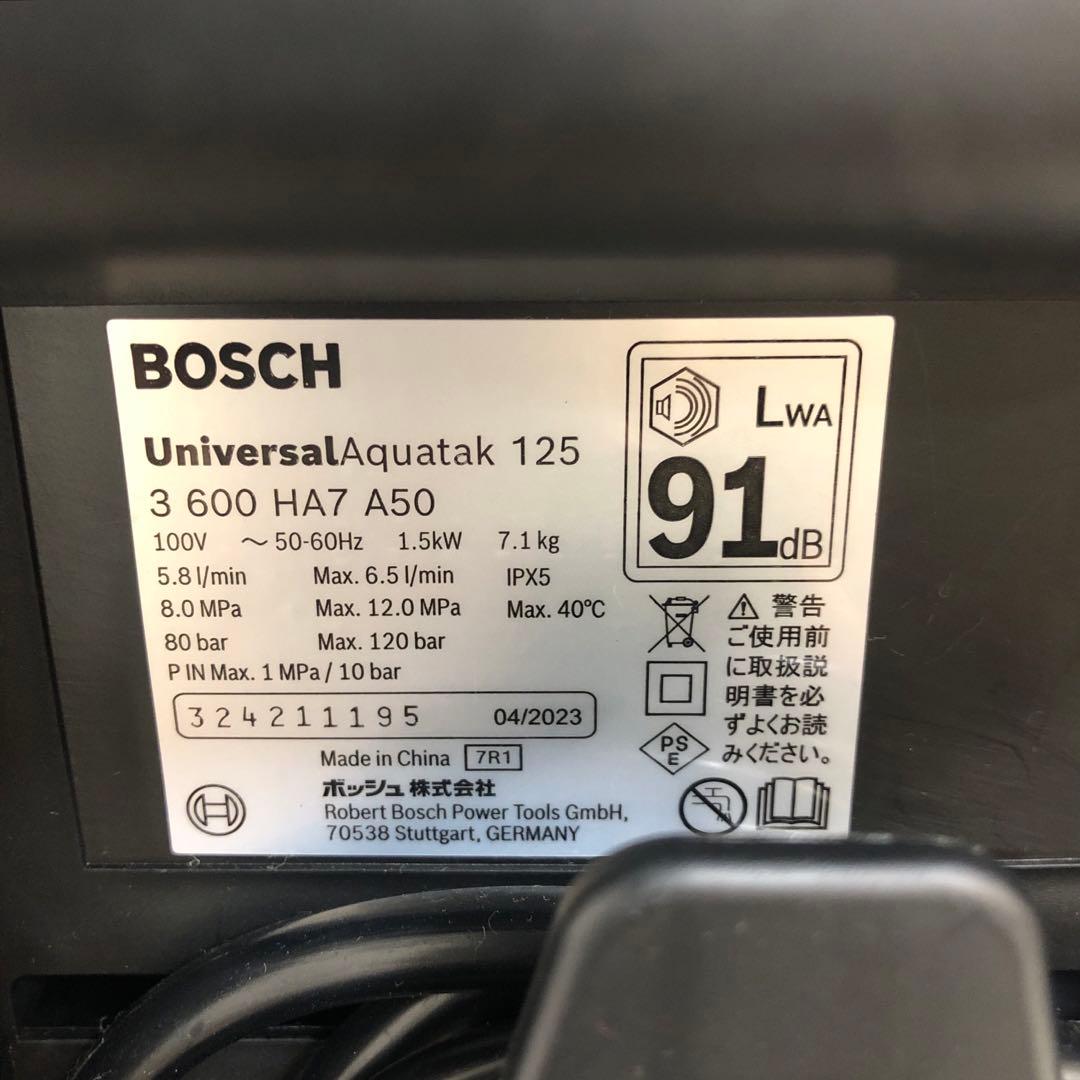 BOSCH
UniversalAquatak 125
3 600 HA7 A50
100V ～ 50-60Hz 1.5kW 7.1 kg
5.8 l/min Max. 6.5 l/min IPX5
8.0 MPa Max. 12.0 MPa Max. 40°C
80 bar Max. 120 bar
P IN Max. 1 MPa / 10 bar
324211195 04/2023
Made in China 7R1
ボッシュ 株式会社
Robert Bosch Power Tools GmbH,
70538 Stuttgart, GERMANY
LWA
91dB
⚠ 警告
ご使用前
に取扱説
明書を必
ずよくお読
みください。
PS
E